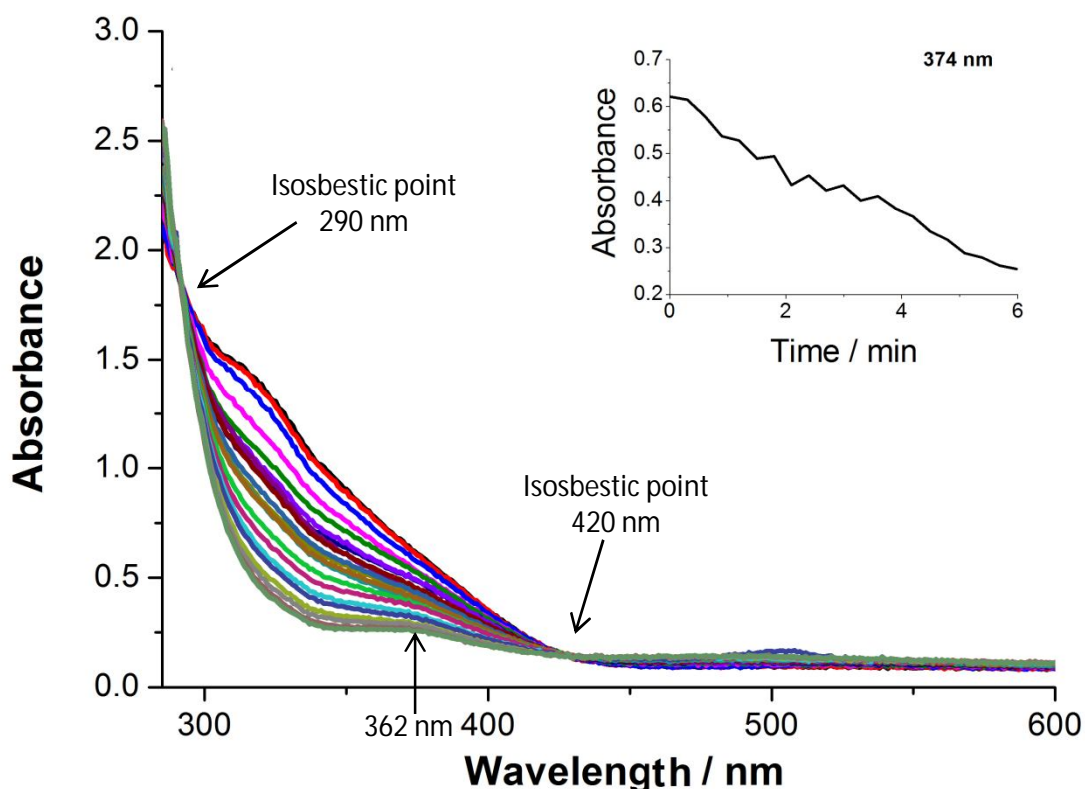 3.0
2.5
2.0
1.5
1.0
0.5
0.0
Absorbance
300
400
500
600
Wavelength / nm
Isosbestic point
290 nm
Isosbestic point
420 nm
362 nm
374 nm
0.7
0.6
0.5
0.4
0.3
0.2
Absorbance
0
2
4
6
Time / min